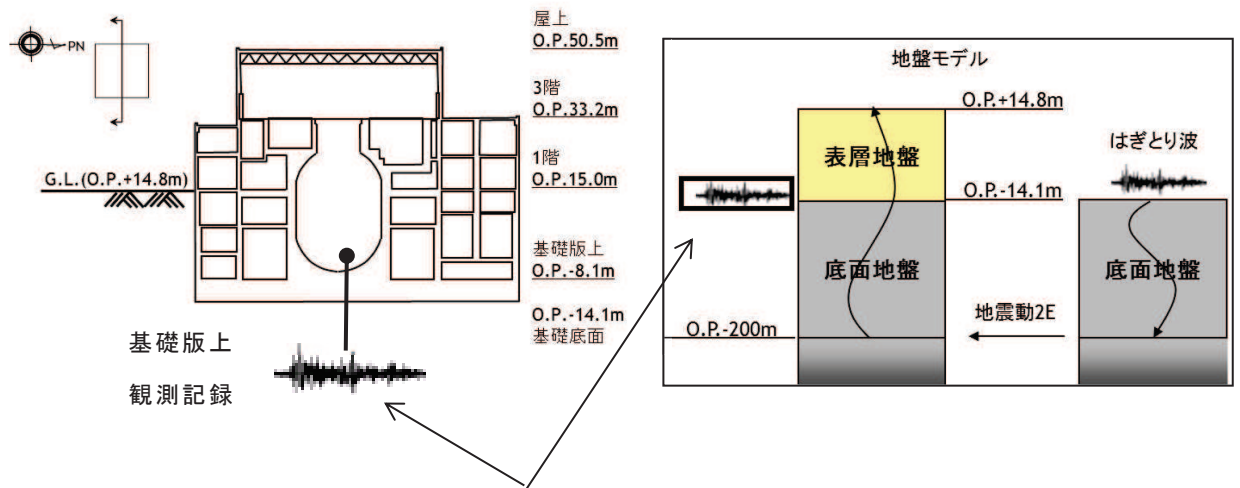 PN
屋上
O.P.50.5m
3階
O.P.33.2m
1階
O.P.15.0m
G.L.(O.P.+14.8m)
基礎版上
O.P.-8.1m
O.P.-14.1m
基礎底面
基礎版上
観測記録
地盤モデル
O.P.+14.8m
表層地盤
はぎとり波
O.P.-14.1m
底面地盤
底面地盤
地震動2E
O.P.-200m